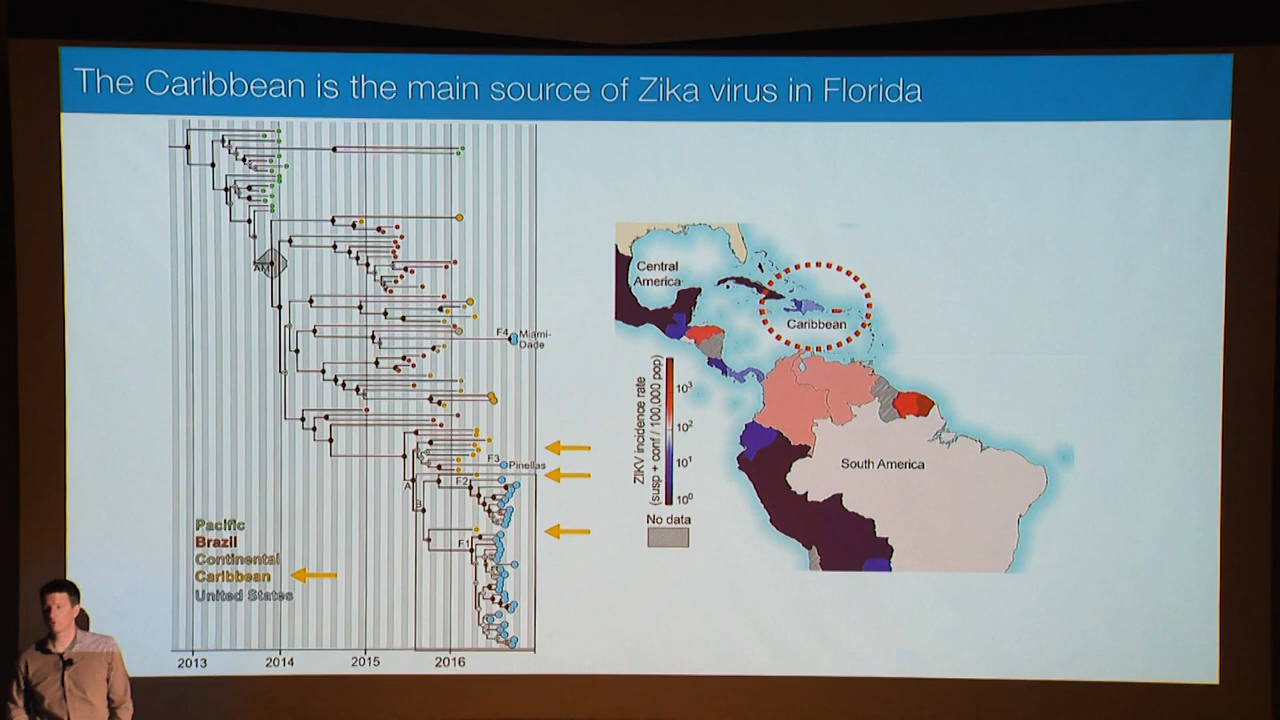 The Caribbean is the main source of Zika virus in Florida
AM
F4
Miami-
Dade
F3
Pinellas
A
F2
B
F1
Pacific
Brazil
Continental
Caribbean
United States
2013
2014
2015
2016
Central
America
Caribbean
South America
ZIKV incidence rate
(susp + conf / 100,000 pop)
10³
10²
10¹
10⁰
No data